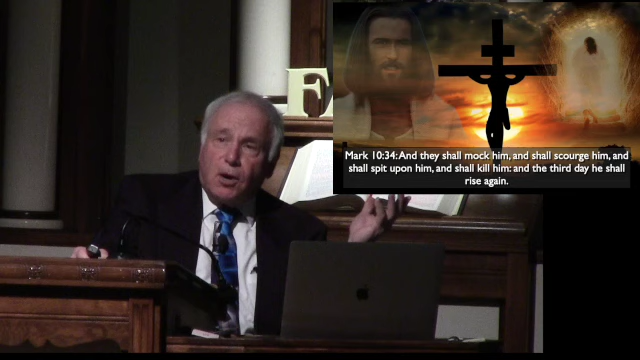 F
Mark 10:34: And they shall mock him, and shall scourge him, and
shall spit upon him, and shall kill him: and the third day he shall
rise again.